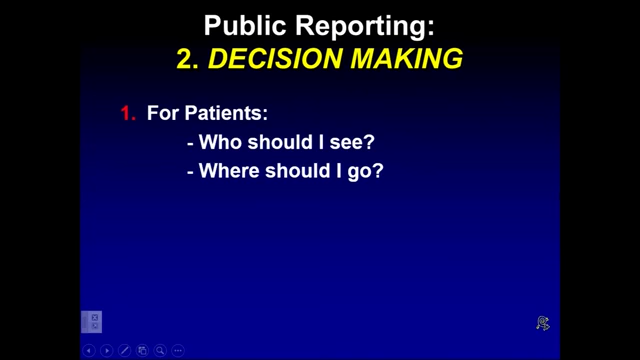 Public Reporting:
2. DECISION MAKING
1. For Patients:
- Who should I see?
- Where should I go?